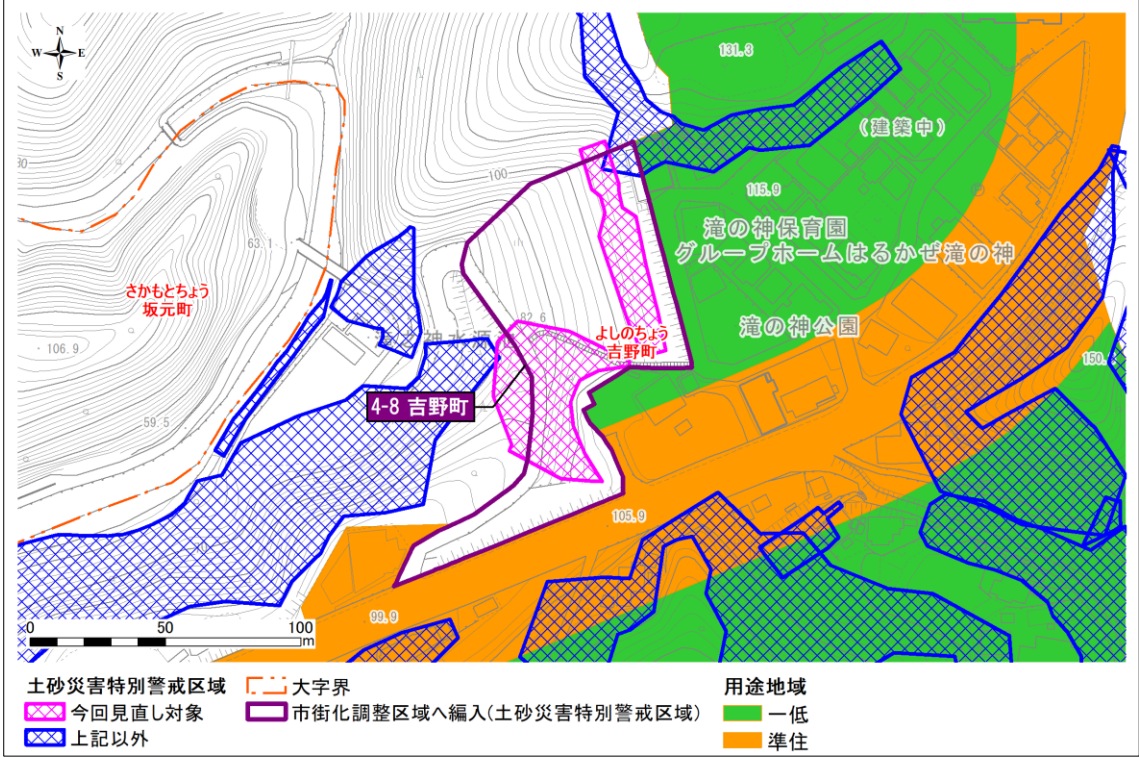 N
W E
S
131.3
(建築中)
100
115.9
滝の神保育園
グループホームはるかぜ滝の神
63.1
さかもとちょう
坂元町
82.6
よしのちょう
吉野町
滝の神公園
106.9
150.
4-8 吉野町
59.5
105.9
99.9
0 50 100
m
土砂災害特別警戒区域
今回見直し対象
上記以外
大字界
市街化調整区域へ編入(土砂災害特別警戒区域)
用途地域
一低
準住